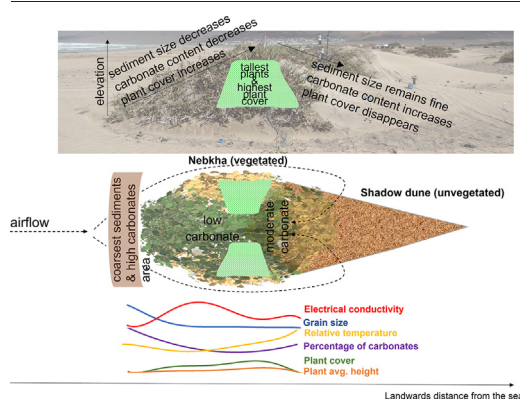 elevation
sediment size decreases
carbonate content decreases
plant cover increases
tallest
plants
&
highest
plant
cover
sediment size remains fine
carbonate content increases
plant cover disappears
Nebkha (vegetated)
Shadow dune (unvegetated)
airflow
coarsest sediments
& high carbonates
area
low
carbonate
moderate
carbonate
Electrical conductivity
Grain size
Relative temperature
Percentage of carbonates
Plant cover
Plant avg. height
Landwards distance from the sea